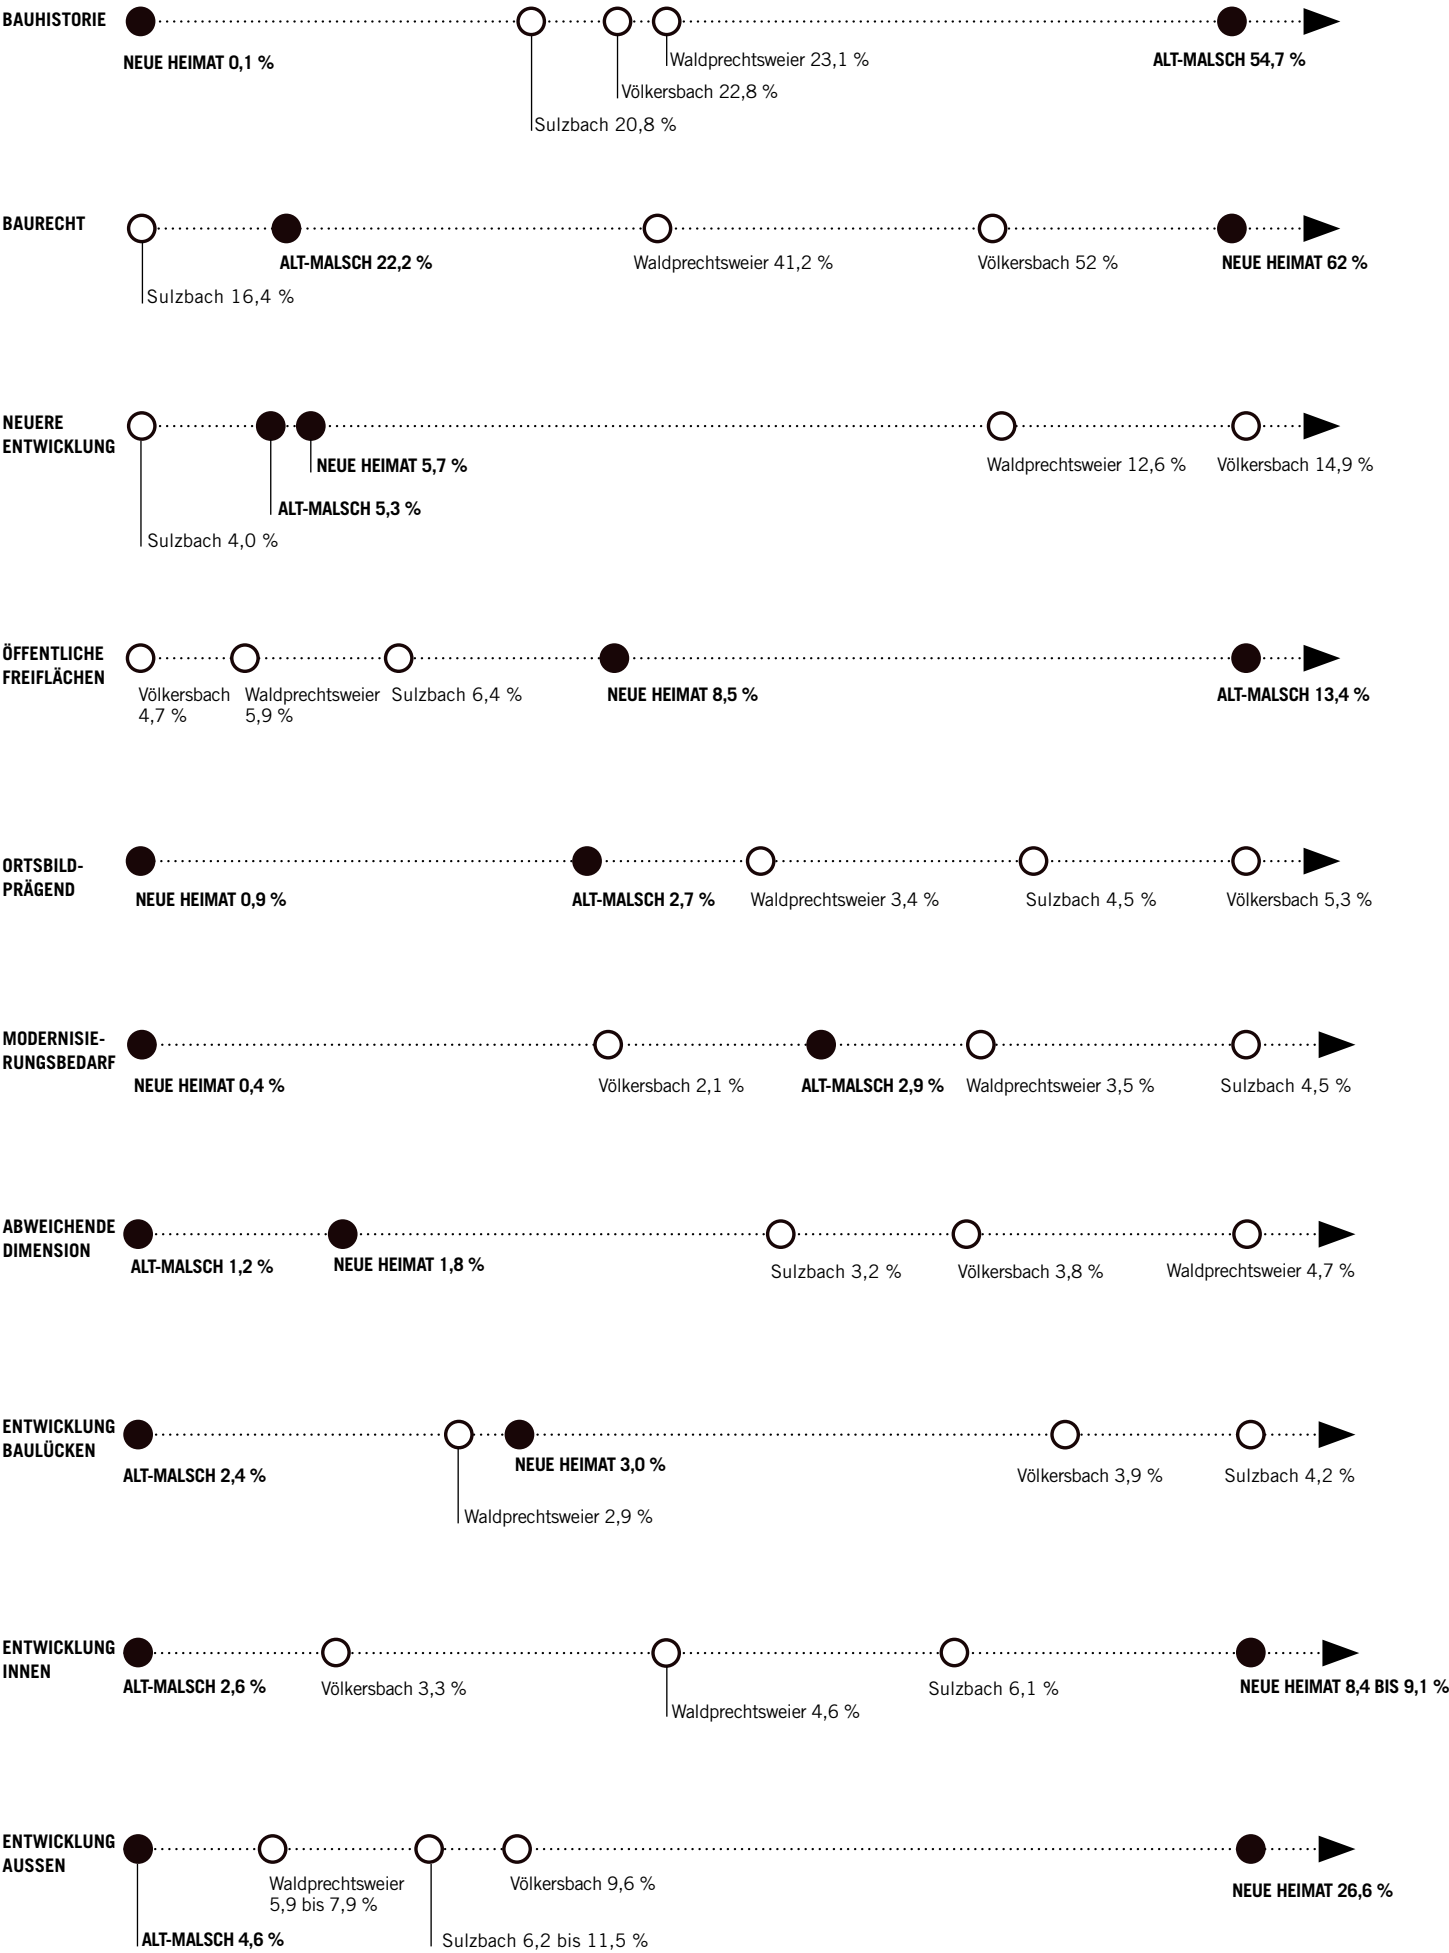 BAUHISTORIE
NEUE HEIMAT 0,1 %
Waldprechtsweier 23,1 %
ALT-MALSCH 54,7 %
Völkersbach 22,8 %
Sulzbach 20,8 %
BAURECHT
ALT-MALSCH 22,2 %
Waldprechtsweier 41,2 %
Völkersbach 52 %
NEUE HEIMAT 62 %
Sulzbach 16,4 %
NEUERE
ENTWICKLUNG
NEUE HEIMAT 5,7 %
Waldprechtsweier 12,6 %
Völkersbach 14,9 %
ALT-MALSCH 5,3 %
Sulzbach 4,0 %
ÖFFENTLICHE
FREIFLÄCHEN
Völkersbach
4,7 %
Waldprechtsweier
5,9 %
Sulzbach 6,4 %
NEUE HEIMAT 8,5 %
ALT-MALSCH 13,4 %
ORTSBILD-
PRÄGEND
NEUE HEIMAT 0,9 %
ALT-MALSCH 2,7 %
Waldprechtsweier 3,4 %
Sulzbach 4,5 %
Völkersbach 5,3 %
MODERNISIE-
RUNGSBEDARF
NEUE HEIMAT 0,4 %
Völkersbach 2,1 %
ALT-MALSCH 2,9 %
Waldprechtsweier 3,5 %
Sulzbach 4,5 %
ABWEICHENDE
DIMENSION
ALT-MALSCH 1,2 %
NEUE HEIMAT 1,8 %
Sulzbach 3,2 %
Völkersbach 3,8 %
Waldprechtsweier 4,7 %
ENTWICKLUNG
BAULÜCKEN
ALT-MALSCH 2,4 %
NEUE HEIMAT 3,0 %
Völkersbach 3,9 %
Sulzbach 4,2 %
Waldprechtsweier 2,9 %
ENTWICKLUNG
INNEN
ALT-MALSCH 2,6 %
Völkersbach 3,3 %
Waldprechtsweier 4,6 %
Sulzbach 6,1 %
NEUE HEIMAT 8,4 BIS 9,1 %
ENTWICKLUNG
AUSSEN
Waldprechtsweier
5,9 bis 7,9 %
Völkersbach 9,6 %
NEUE HEIMAT 26,6 %
ALT-MALSCH 4,6 %
Sulzbach 6,2 bis 11,5 %